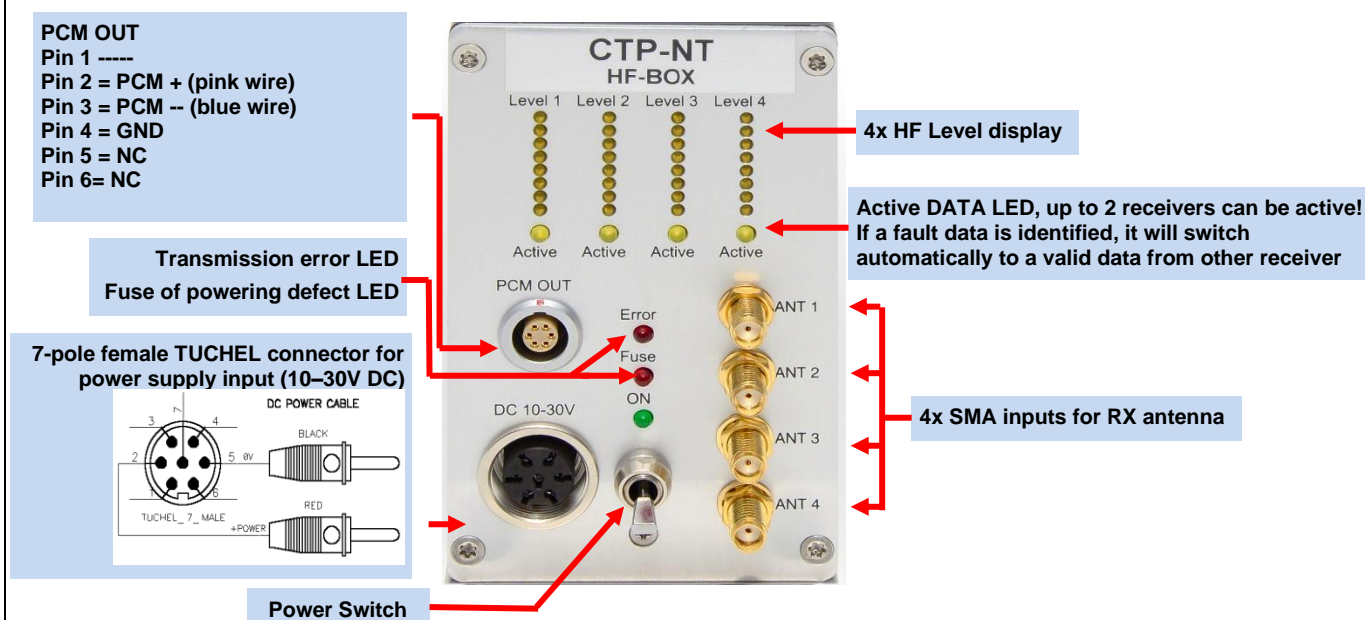 PCM OUT
Pin 1 -----
Pin 2 = PCM + (pink wire)
Pin 3 = PCM -- (blue wire)
Pin 4 = GND
Pin 5 = NC
Pin 6= NC
CTP-NT
HF-BOX
Level 1 Level 2 Level 3 Level 4
4x HF Level display
Active DATA LED, up to 2 receivers can be active!
If a fault data is identified, it will switch
automatically to a valid data from other receiver
Active Active Active Active
Transmission error LED
Fuse of powering defect LED
PCM OUT
Error
Fuse
ON
DC 10-30V
ANT 1
ANT 2
ANT 3
ANT 4
4x SMA inputs for RX antenna
7-pole female TUCHEL connector for
power supply input (10–30V DC)
DC POWER CABLE
7
3 4
BLACK
2 5 0V
1 6
RED
TUCHEL_ 7_ MALE
+POWER
Power Switch